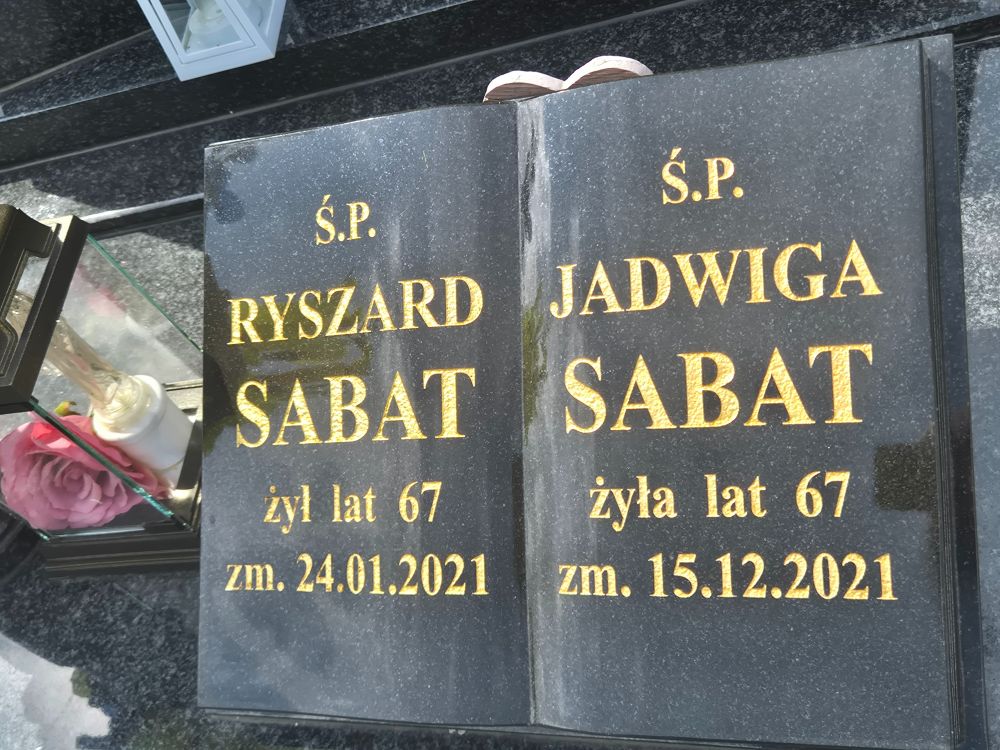 Ś.P.
RYSZARD
SABAT
żył lat 67
zm. 24.01.2021
Ś.P.
JADWIGA
SABAT
żyła lat 67
zm. 15.12.2021